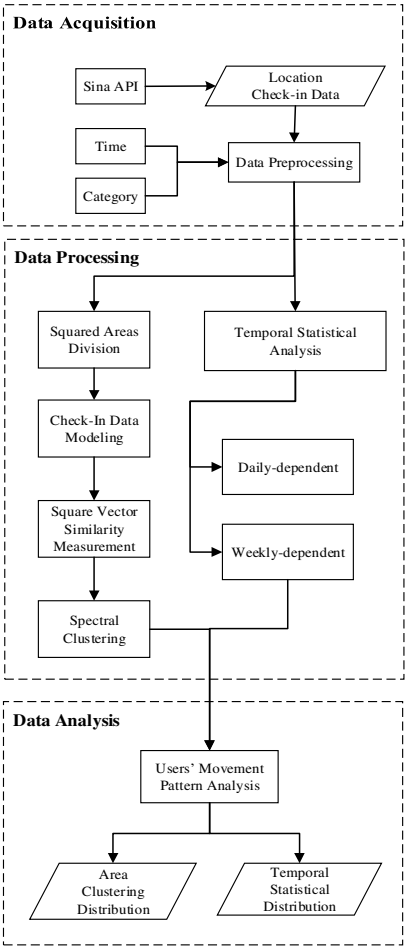 Data Acquisition
Sina API
Location
Check-in Data
Time
Category
Data Preprocessing
Data Processing
Squared Areas
Division
Temporal Statistical
Analysis
Check-In Data
Modeling
Daily-dependent
Square Vector
Similarity
Measurement
Weekly-dependent
Spectral
Clustering
Data Analysis
Users’ Movement
Pattern Analysis
Area
Clustering
Distribution
Temporal
Statistical
Distribution